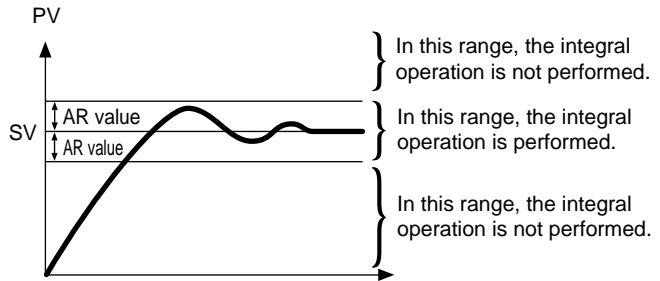 PV
In this range, the integral
operation is not performed.
AR value
In this range, the integral
operation is performed.
SV
AR value
In this range, the integral
operation is not performed.